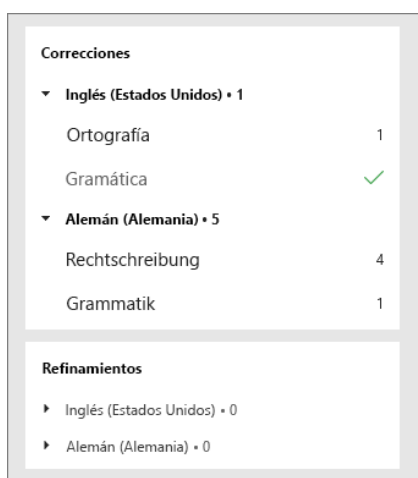 Correcciones
Inglés (Estados Unidos) • 1
Ortografía 1
Gramática
Alemán (Alemania) • 5
Rechtschreibung 4
Grammatik 1
Refinamientos
Inglés (Estados Unidos) • 0
Alemán (Alemania) • 0